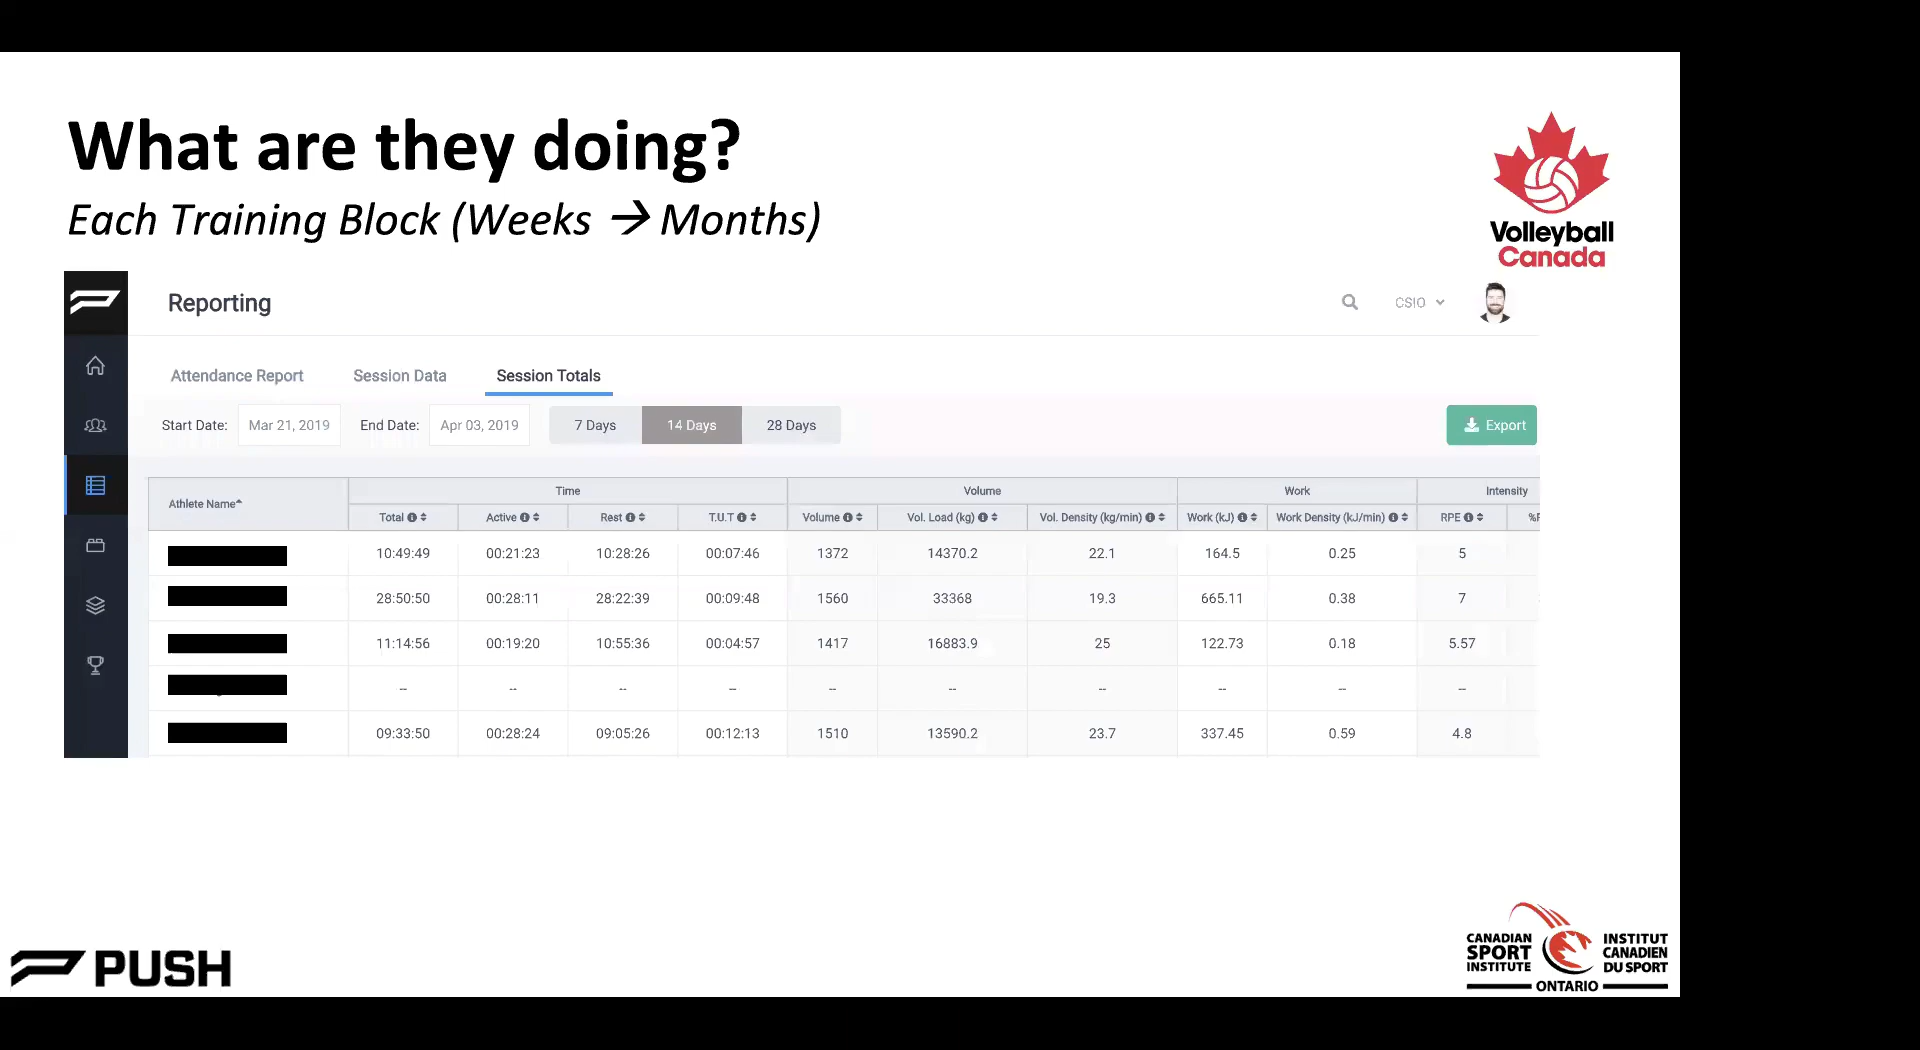 What are they doing?
Each Training Block (Weeks → Months)
Volleyball
Canada
Reporting
CSIO
Attendance Report Session Data Session Totals
Start Date: Mar 21, 2019 End Date: Apr 03, 2019 7 Days 14 Days 28 Days Export
Athlete Name Time Volume Work Intensity
Total Active Rest T.U.T Volume Vol. Load (kg) Vol. Density (kg/min) Work (kJ) Work Density (kJ/min) RPE
10:49:49 00:21:23 10:28:26 00:07:46 1372 14370.2 22.1 164.5 0.25 5
28:50:50 00:28:11 28:22:39 00:09:48 1560 33368 19.3 665.11 0.38 7
11:14:56 00:19:20 10:55:36 00:04:57 1417 16883.9 25 122.73 0.18 5.57
-- -- -- -- -- -- -- -- -- --
09:33:50 00:28:24 09:05:26 00:12:13 1510 13590.2 23.7 337.45 0.59 4.8
PUSH
CANADIAN
SPORT
INSTITUTE
INSTITUT
CANADIEN
DU SPORT
ONTARIO